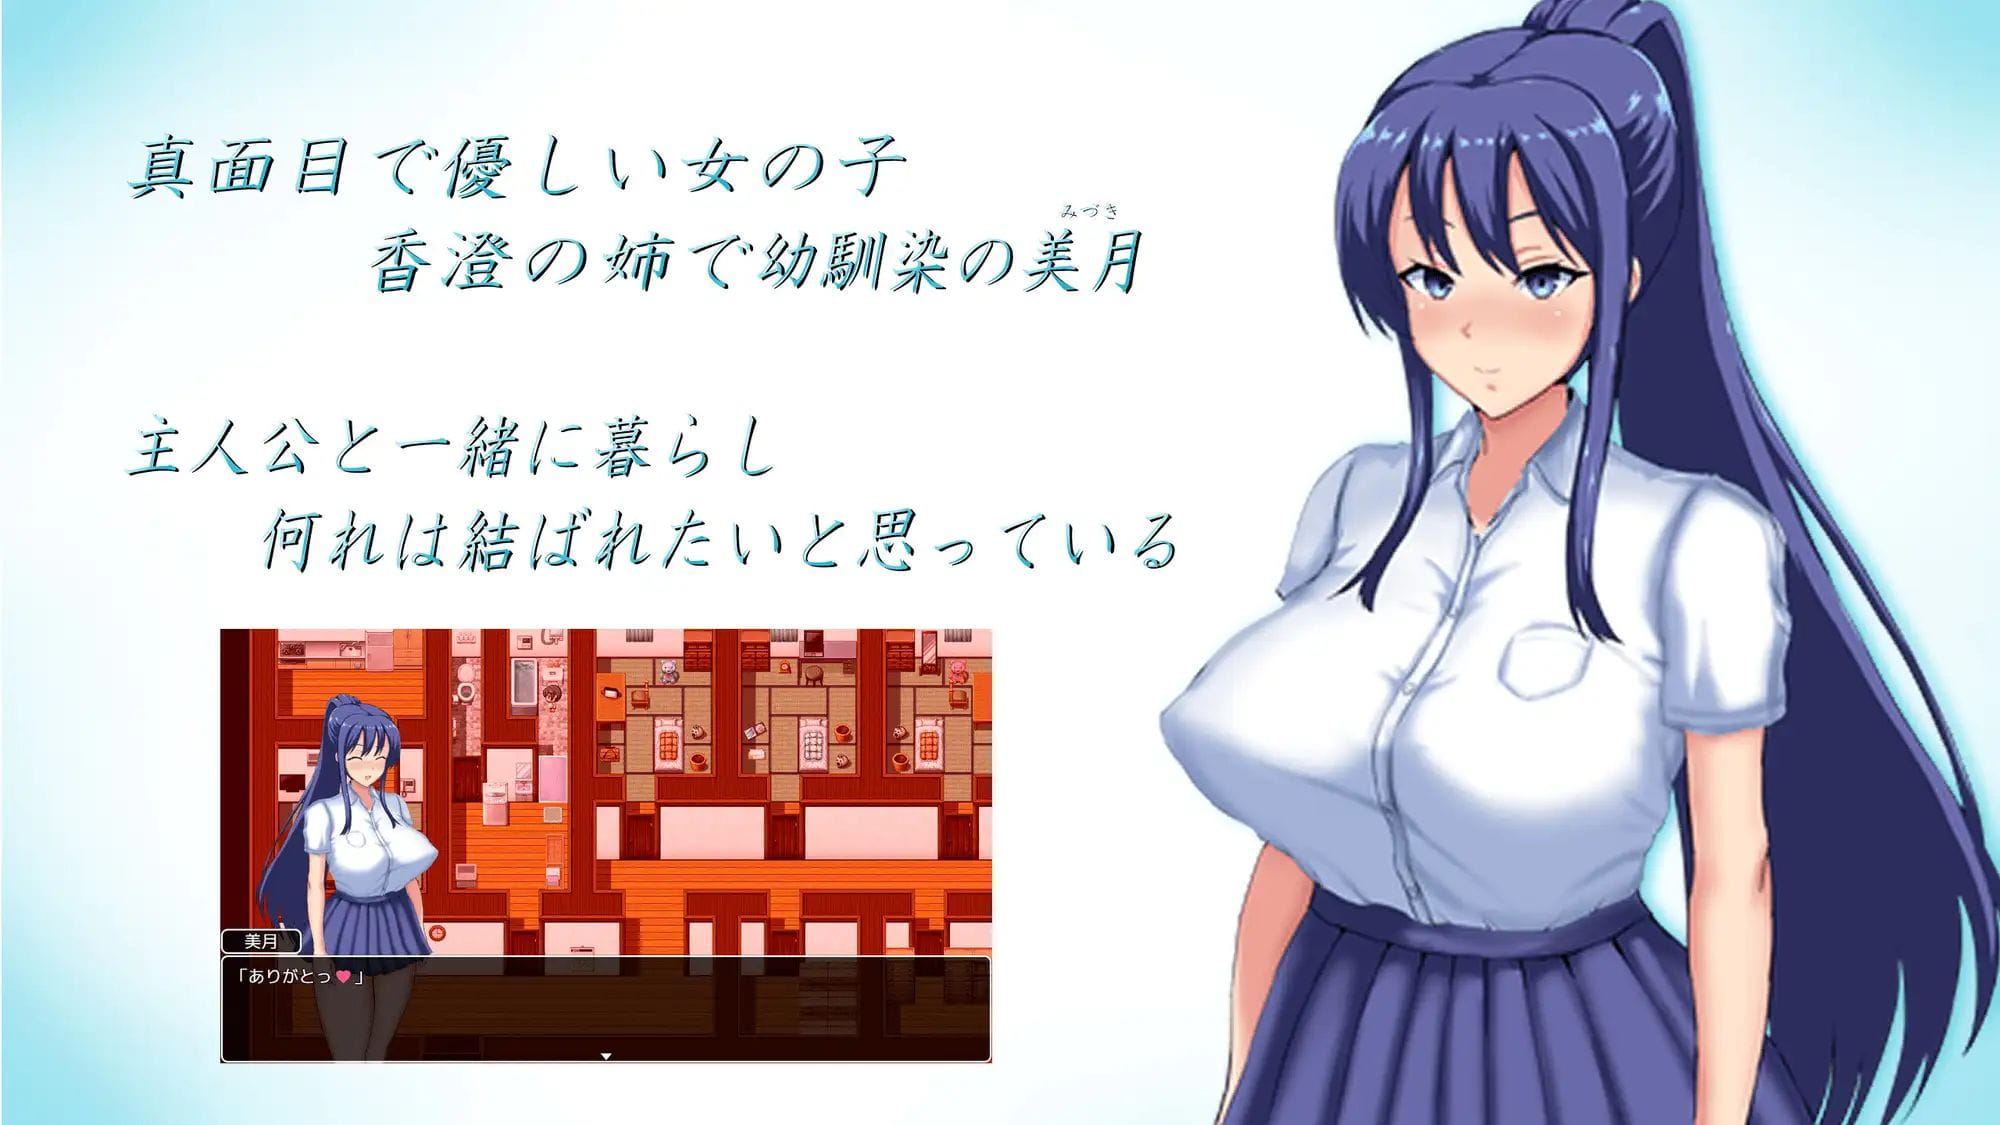 真面目で優しい女の子
みづき
香澄の姉で幼馴染の美月
主人公と一緒に暮らし
何れは結ばれたいと思っている
美月
「ありがとっ♥」